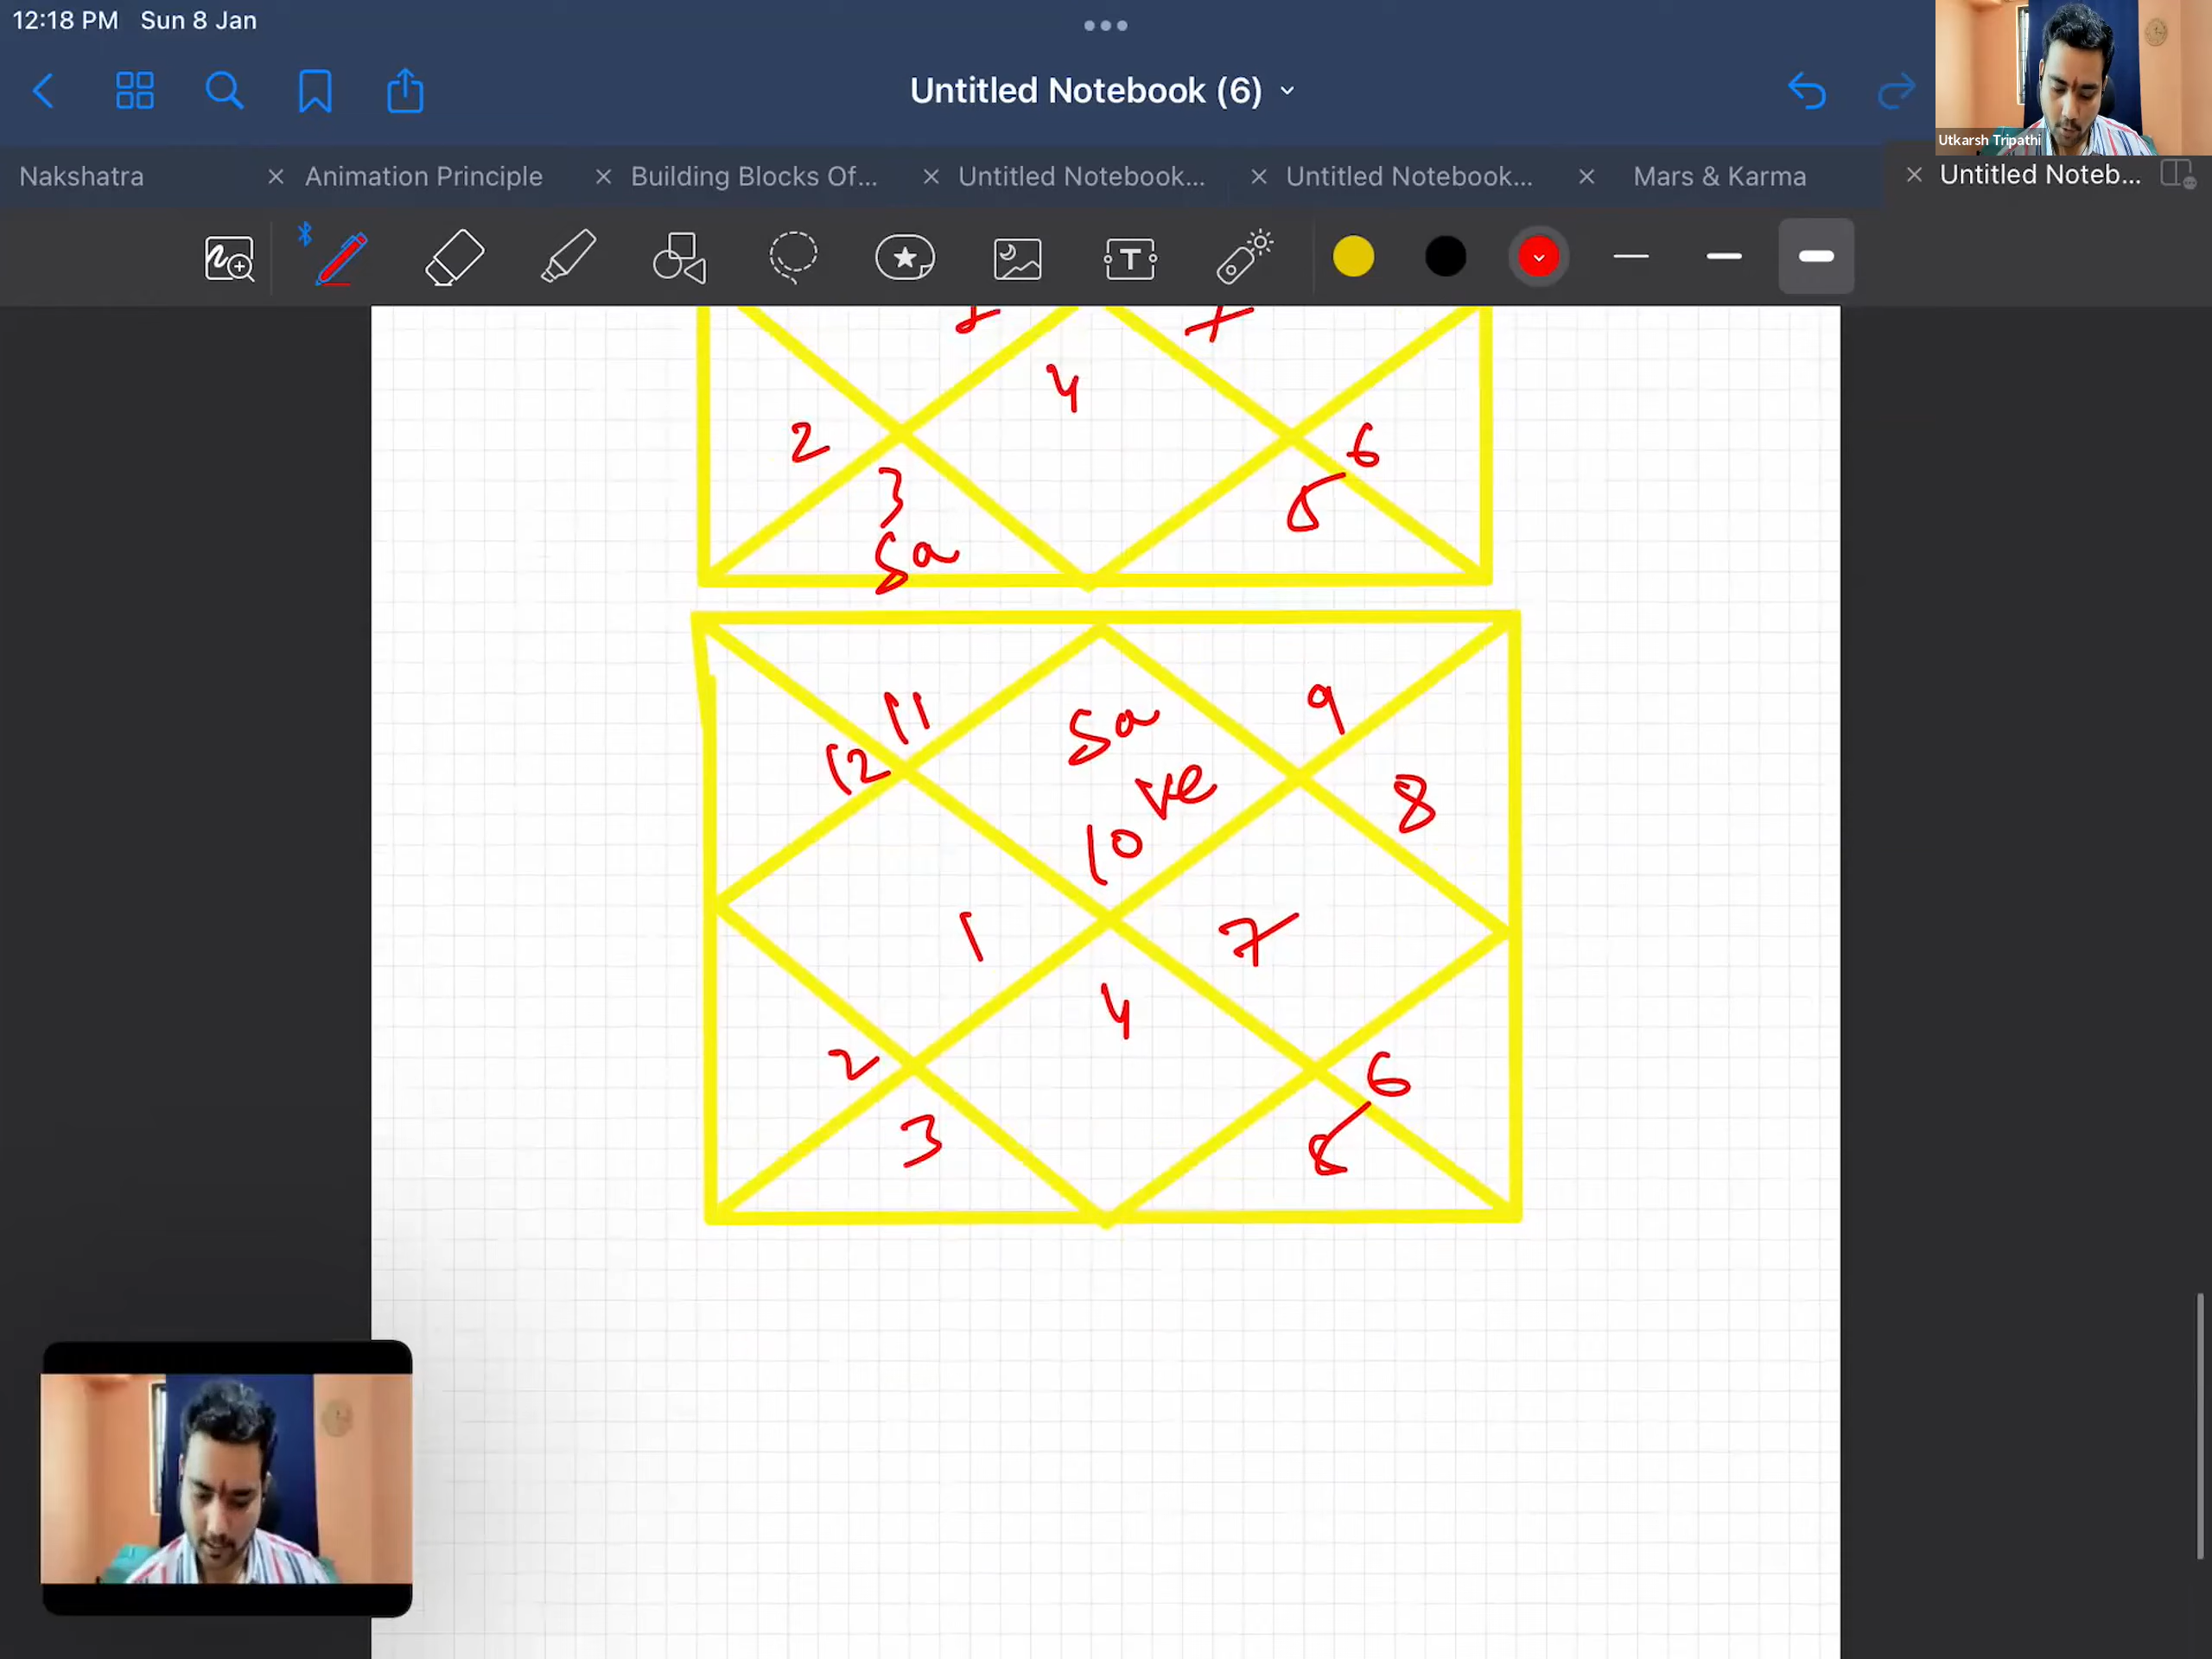 12:18 PM Sun 8 Jan
Untitled Notebook (6)
Utkarsh Tripathi
Nakshatra
Animation Principle
Building Blocks Of...
Untitled Notebook...
Untitled Notebook...
Mars & Karma
Untitled Noteb...
T
4
2
6
3
5
Sa
11
Sa
9
12
ve
8
10
1
7
4
2
6
3
5